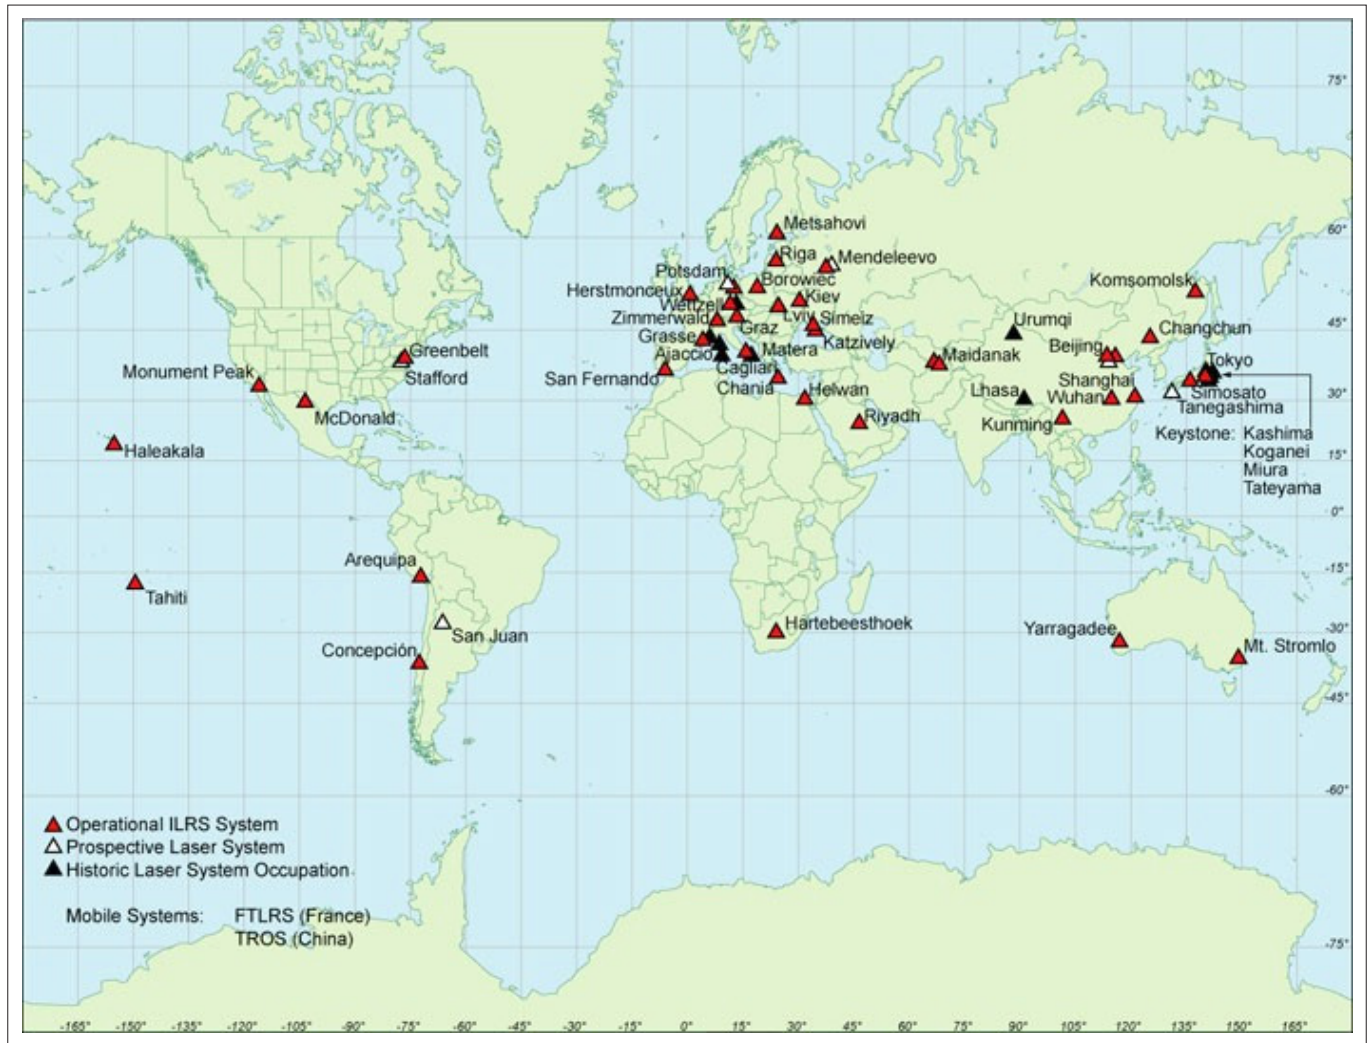 75°
Metsahovi
60°
Riga
Mendeleevo
Potsdam
Borowiec
Komsomolsk
Herstmonceux
Kiev
Wettzell
Lviv
Simeiz
Urumqi
45°
Zimmerwald
Graz
Katzively
Changchun
Grasse
Beijing
Greenbelt
Ajaccio
Matera
Maidanak
Tokyo
Monument Peak
Stafford
San Fernando
Cagliari
Shanghai
Simosato
Chania
Helwan
Lhasa
Wuhan
30°
Tanegashima
McDonald
Riyadh
Kunming
Keystone: Kashima
Koganei
Miura
Tateyama
Haleakala
15°
0°
Arequipa
-15°
Tahiti
San Juan
Hartebeesthoek
Yarragadee
-30°
Concepción
Mt. Stromlo
-45°
-60°
Operational ILRS System
Prospective Laser System
Historic Laser System Occupation
Mobile Systems: FTLRS (France)
TROS (China)
-75°
-165° -150° -135° -120° -105° -90° -75° -60° -45° -30° -15° 0° 15° 30° 45° 60° 75° 90° 105° 120° 135° 150° 165°